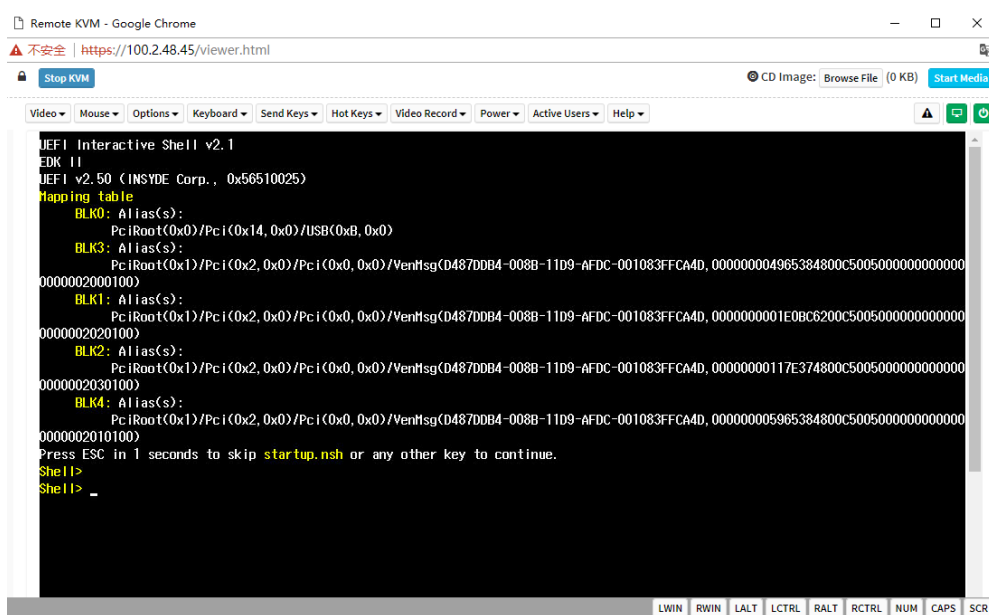 Remote KVM - Google Chrome
不安全 | https://100.2.48.45/viewer.html
Stop KVM
CD Image: Browse File (0 KB) Start Media
Video Mouse Options Keyboard Send Keys Hot Keys Video Record Power Active Users Help
UEFI Interactive Shell v2.1
EDK II
UEFI v2.50 (INSYDE Corp., 0x56510025)
Mapping table
BLK0: Alias(s):
PciRoot(0x0)/Pci(0x14,0x0)/USB(0xB,0x0)
BLK3: Alias(s):
PciRoot(0x1)/Pci(0x2,0x0)/Pci(0x0,0x0)/VenMsg(D487DDB4-008B-11D9-AFDC-001083FFCA4D,000000004965384800C5005000000000000
0000002000100)
BLK1: Alias(s):
PciRoot(0x1)/Pci(0x2,0x0)/Pci(0x0,0x0)/VenMsg(D487DDB4-008B-11D9-AFDC-001083FFCA4D,0000000001E0BC6200C5005000000000000
0000002020100)
BLK2: Alias(s):
PciRoot(0x1)/Pci(0x2,0x0)/Pci(0x0,0x0)/VenMsg(D487DDB4-008B-11D9-AFDC-001083FFCA4D,00000000117E374800C5005000000000000
0000002030100)
BLK4: Alias(s):
PciRoot(0x1)/Pci(0x2,0x0)/Pci(0x0,0x0)/VenMsg(D487DDB4-008B-11D9-AFDC-001083FFCA4D,000000005965384800C5005000000000000
0000002010100)
Press ESC in 1 seconds to skip startup.nsh or any other key to continue.
Shell>
Shell> _
LWIN RWIN LALT LCTRL RALT RCTRL NUM CAPS SCR